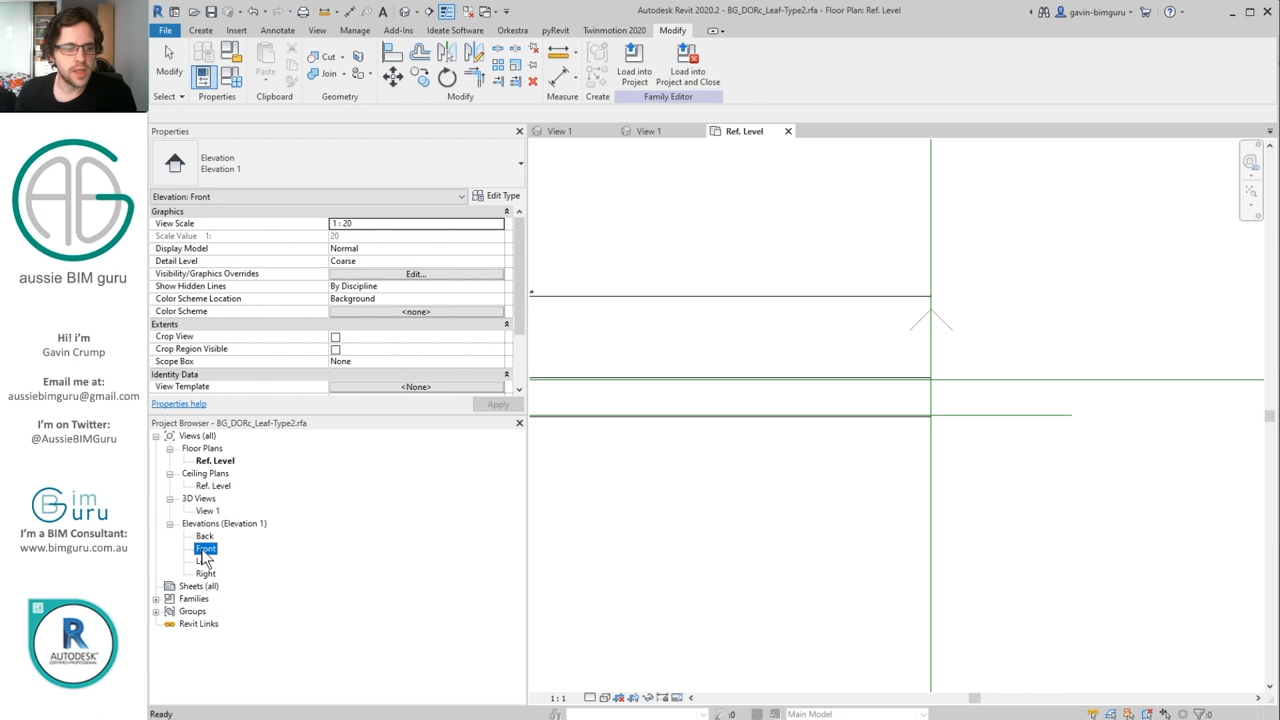 Autodesk Revit 2020.2 - BG_DORc_Leaf-Type2.rfa - Floor Plan: Ref. Level
gavin-bimguru
File
Create
Insert
Annotate
View
Manage
Add-Ins
Ideate Software
Orkestra
pyRevit
Twinmotion 2020
Modify
Modify
Paste
Cut
Join
Load into
Project
Load into
Project and Close
Select
Properties
Clipboard
Geometry
Modify
Measure
Create
Family Editor
Properties
View 1
View 1
Ref. Level
Elevation
Elevation 1
Elevation: Front
Edit Type
Graphics
View Scale
1 : 20
Scale Value 1:
20
Display Model
Normal
Detail Level
Coarse
Visibility/Graphics Overrides
Edit...
Show Hidden Lines
By Discipline
Color Scheme Location
Background
Color Scheme
<none>
Extents
Crop View
Crop Region Visible
Scope Box
None
Identity Data
View Template
<None>
Properties help
Apply
Project Browser - BG_DORc_Leaf-Type2.rfa
Views (all)
Floor Plans
Ref. Level
Ceiling Plans
Ref. Level
3D Views
View 1
Elevations (Elevation 1)
Back
Front
Right
Sheets (all)
Families
Groups
Revit Links
1 : 1
Ready
:0
Main Model
:0
aussie BIM guru
Hi! i'm
Gavin Crump
Email me at:
aussiebimguru@gmail.com
I'm on Twitter:
@AussieBIMGuru
Bim
Guru
I'm a BIM Consultant:
www.bimguru.com.au
R
AUTODESK
CERTIFIED PROFESSIONAL